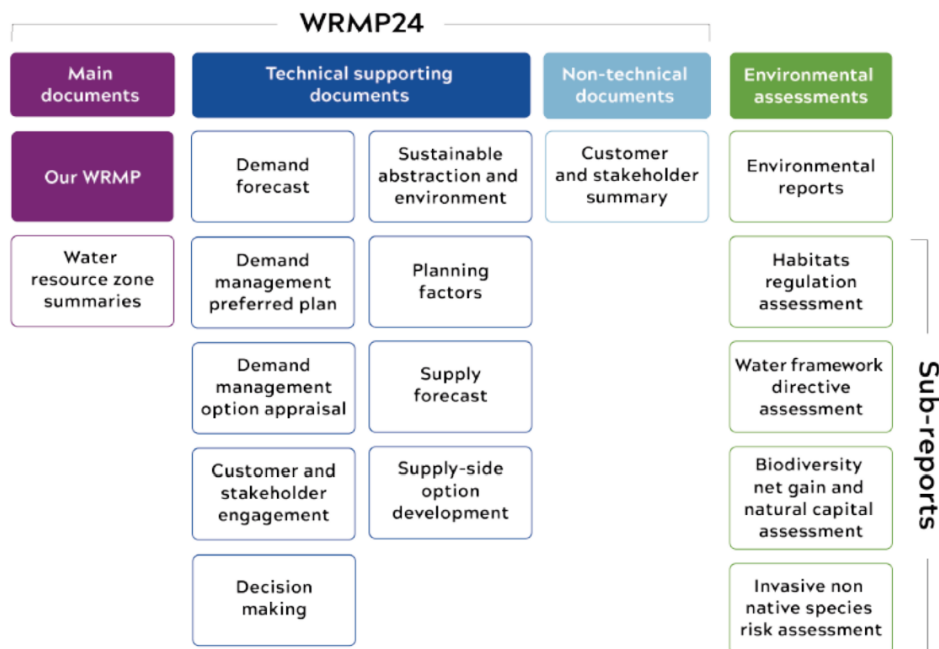 WRMP24
Main
documents
Technical supporting
documents
Non-technical
documents
Environmental
assessments
Our WRMP
Demand
forecast
Sustainable
abstraction and
environment
Customer
and stakeholder
summary
Environmental
reports
Water
resource zone
summaries
Demand
management
preferred plan
Planning
factors
Habitats
regulation
assessment
Demand
management
option appraisal
Supply
forecast
Water framework
directive
assessment
Customer and
stakeholder
engagement
Supply-side
option
development
Biodiversity
net gain and
natural capital
assessment
Decision
making
Invasive non
native species
risk assessment
Sub-reports